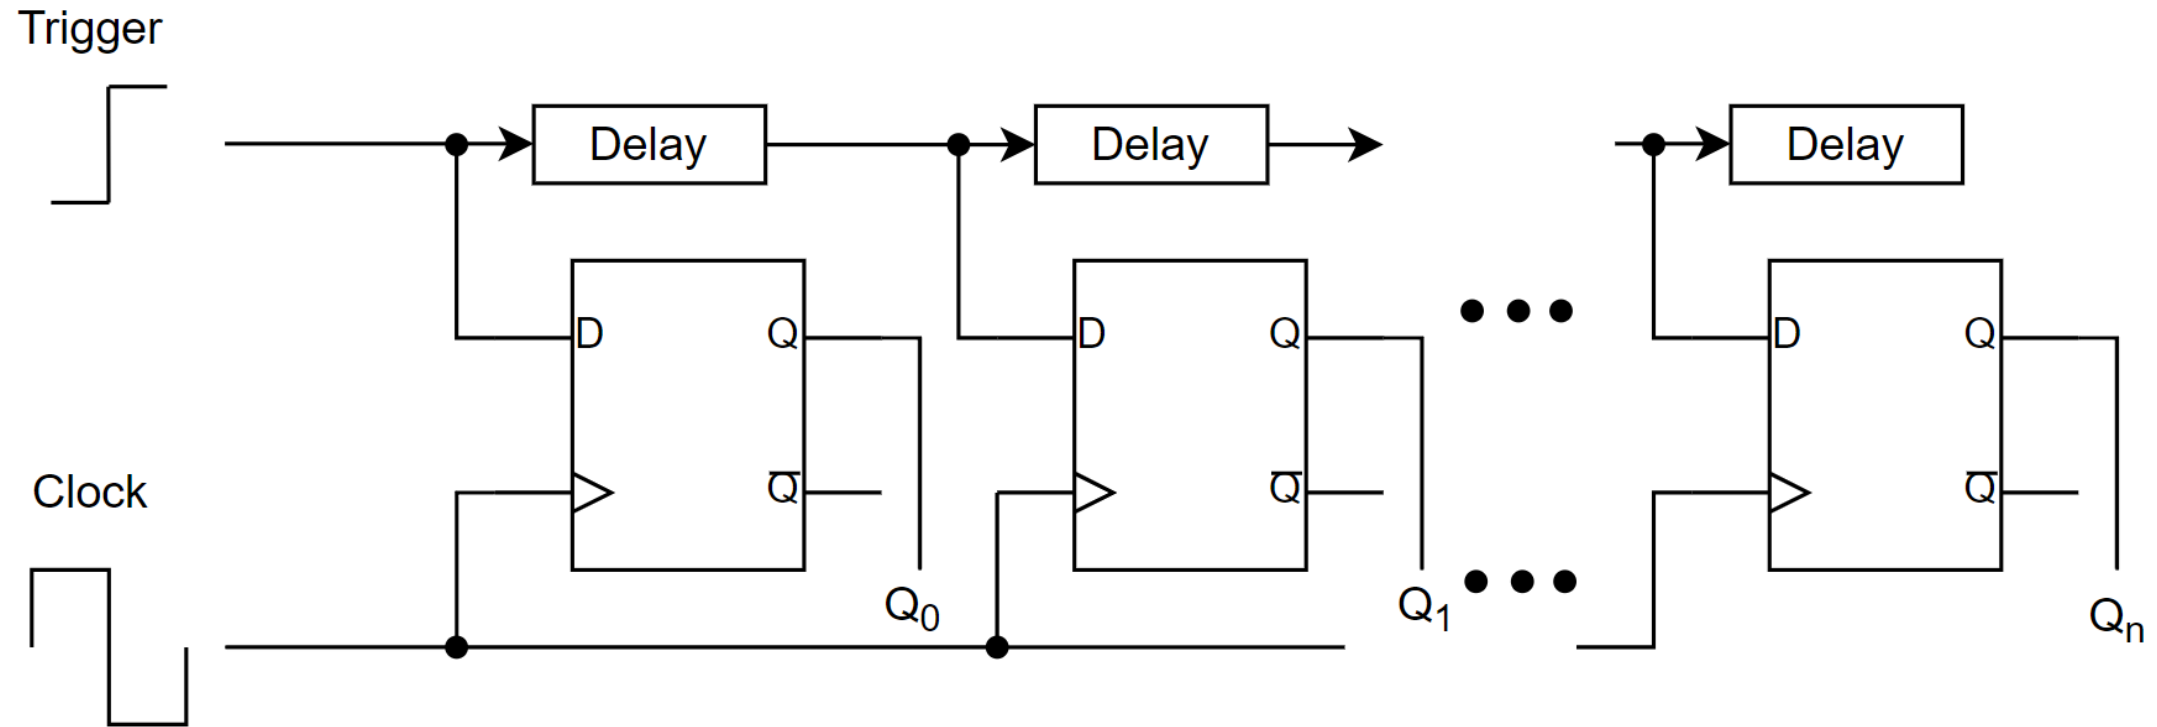 Trigger
Delay
Delay
Delay
D
Q
D
Q
D
Q
Clock
Q̅
Q̅
Q̅
Q₀
Q₁
Qₙ